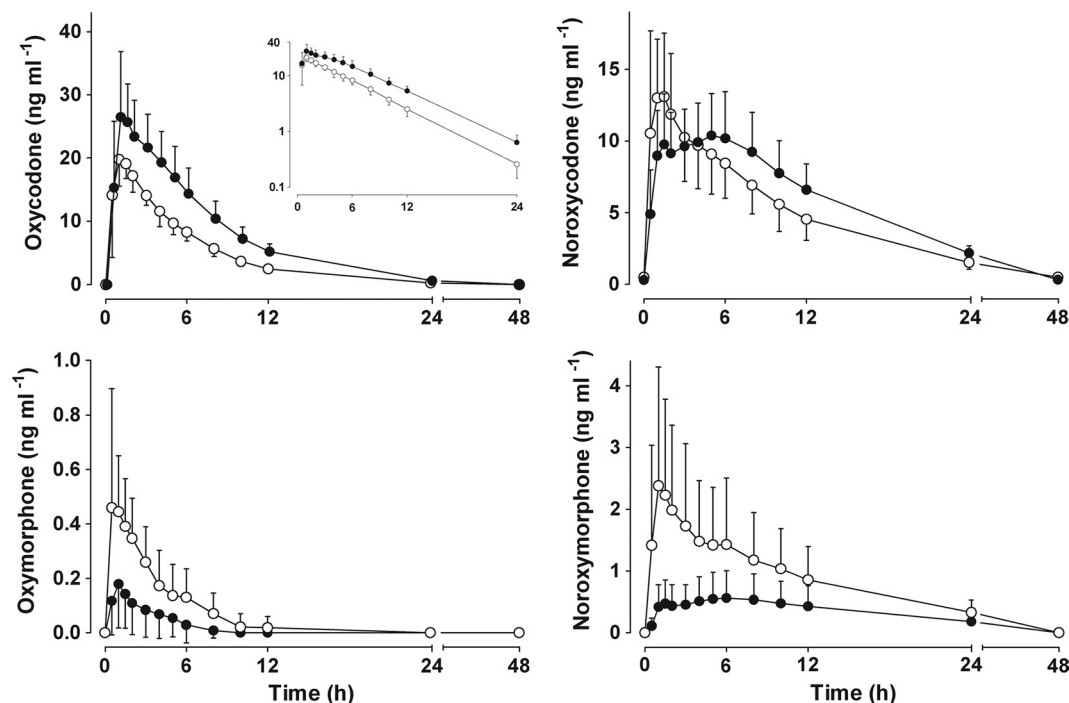 Oxycodone (ng ml⁻¹)
40
30
20
10
0
0 6 12 24 48
40
10
1
0.1
0 6 12 24
Noroxycodone (ng ml⁻¹)
15
10
5
0
0 6 12 24 48
Oxymorphone (ng ml⁻¹)
1.0
0.8
0.6
0.4
0.2
0.0
0 6 12 24 48
Time (h)
Noroxymorphone (ng ml⁻¹)
4
3
2
1
0
0 6 12 24 48
Time (h)